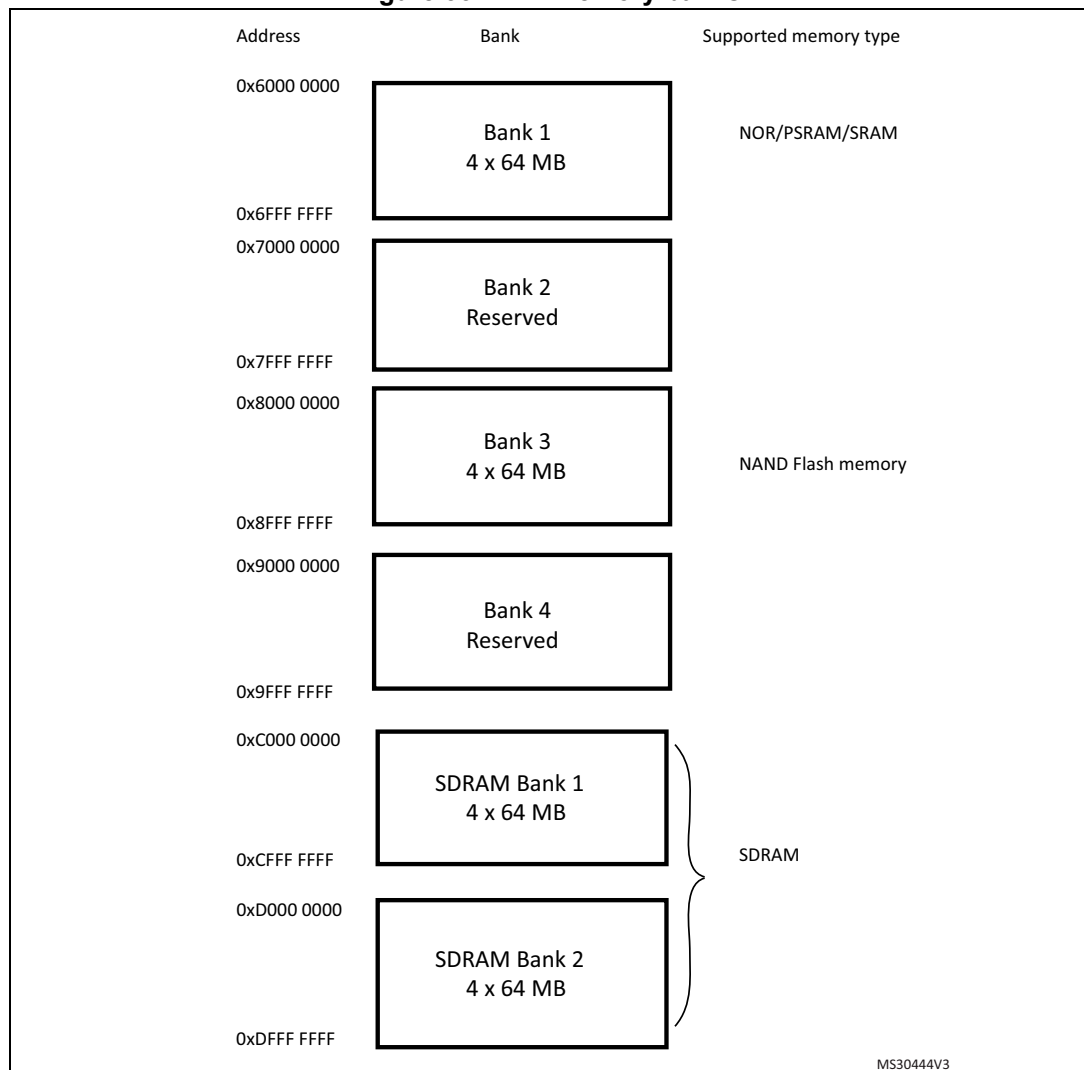 Address Bank Supported memory type
0x6000 0000
Bank 1
4 x 64 MB
NOR/PSRAM/SRAM
0x6FFF FFFF
0x7000 0000
Bank 2
Reserved
0x7FFF FFFF
0x8000 0000
Bank 3
4 x 64 MB
NAND Flash memory
0x8FFF FFFF
0x9000 0000
Bank 4
Reserved
0x9FFF FFFF
0xC000 0000
SDRAM Bank 1
4 x 64 MB
0xCFFF FFFF
SDRAM
0xD000 0000
SDRAM Bank 2
4 x 64 MB
0xDFFF FFFF
MS30444V3